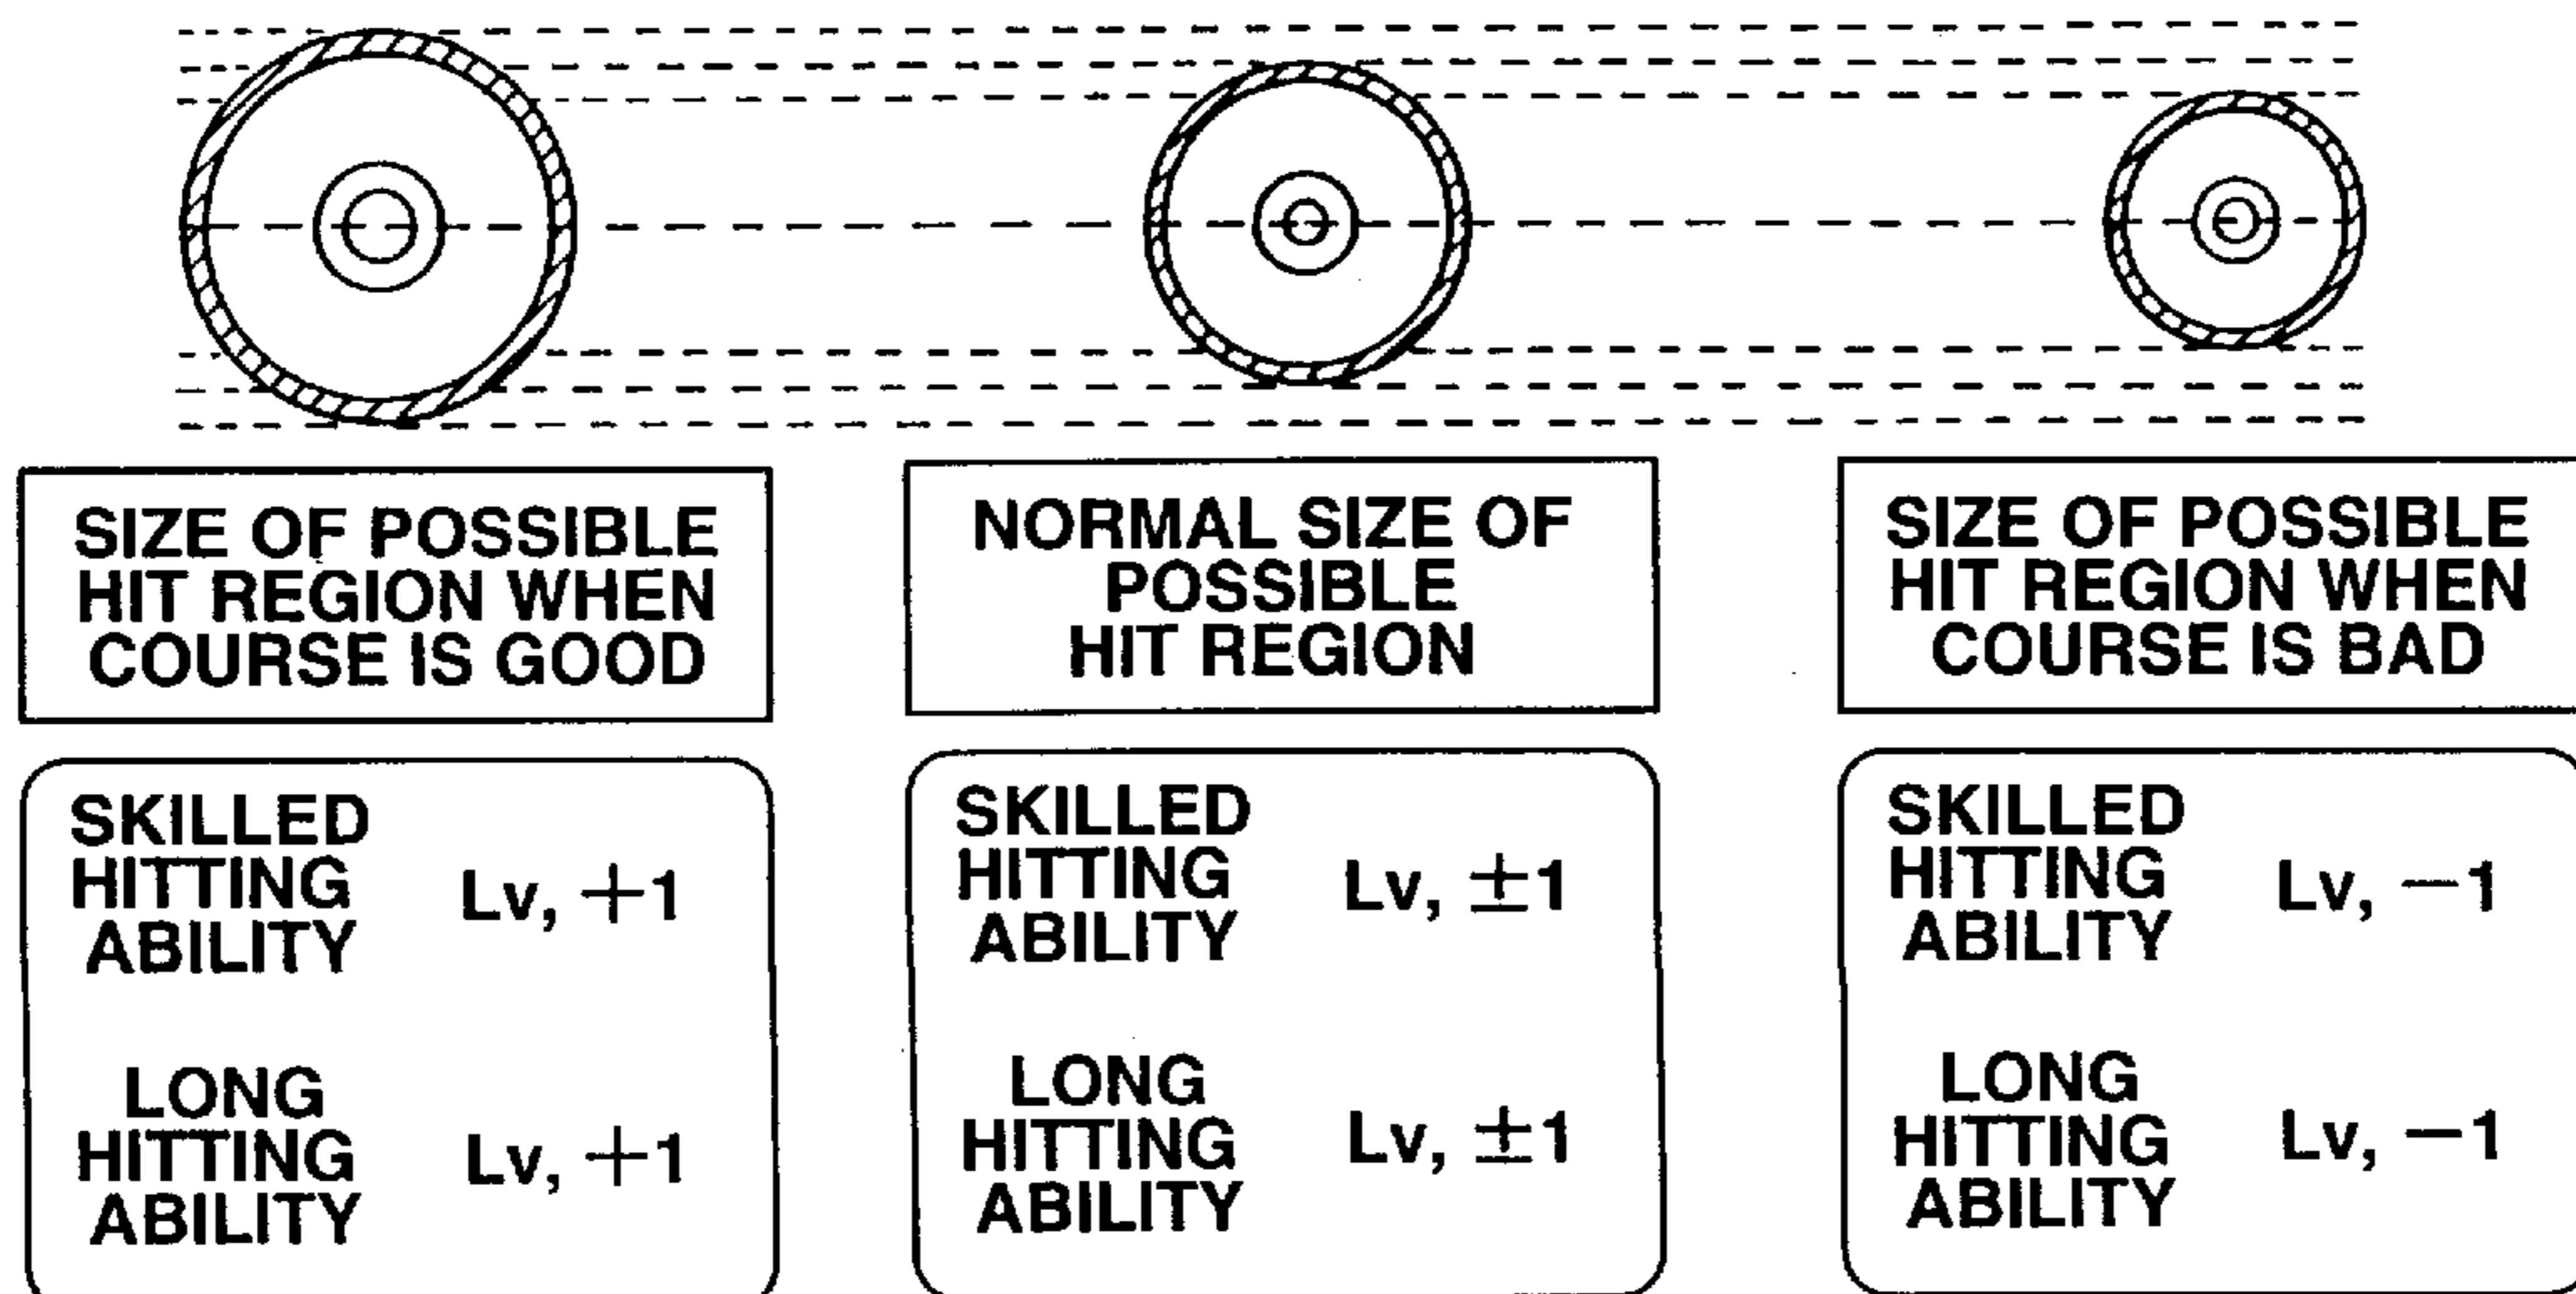 SIZE OF POSSIBLE
HIT REGION WHEN
COURSE IS GOOD
NORMAL SIZE OF
POSSIBLE
HIT REGION
SIZE OF POSSIBLE
HIT REGION WHEN
COURSE IS BAD
SKILLED
HITTING
ABILITY
Lv, +1
LONG
HITTING
ABILITY
Lv, +1
SKILLED
HITTING
ABILITY
Lv, ±1
LONG
HITTING
ABILITY
Lv, ±1
SKILLED
HITTING
ABILITY
Lv, −1
LONG
HITTING
ABILITY
Lv, −1